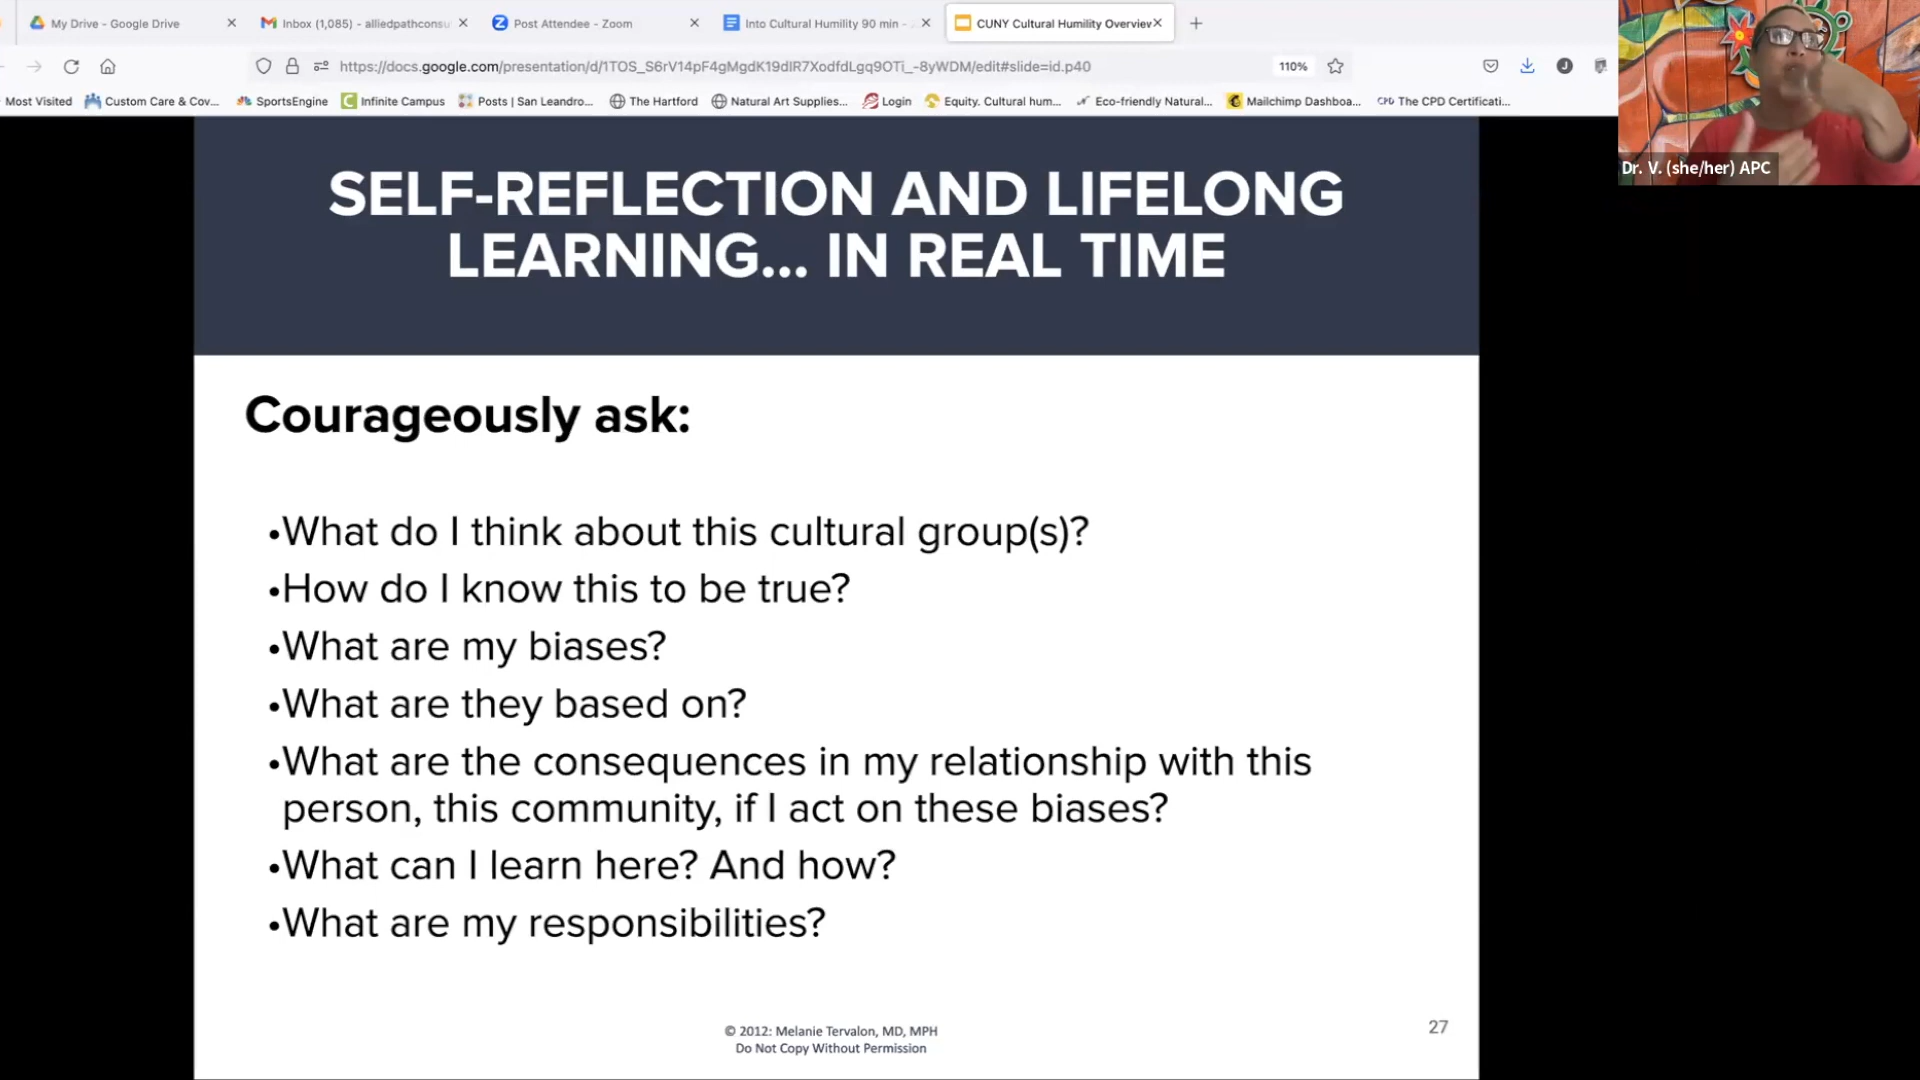 My Drive - Google Drive
Inbox (1,085) - alliedpathconsu
Post Attendee - Zoom
Into Cultural Humility 90 min -
CUNY Cultural Humility Overview
https://docs.google.com/presentation/d/1TOS_S6rV14pF4gMgdK19dIR7XodfdLgq9OTi_-8yWDM/edit#slide=id.p40
110%
Most Visited
Custom Care & Cov...
SportsEngine
Infinite Campus
Posts | San Leandro...
The Hartford
Natural Art Supplies...
Login
Equity. Cultural hum...
Eco-friendly Natural...
Mailchimp Dashboa...
CPD The CPD Certificati...
Dr. V. (she/her) APC
SELF-REFLECTION AND LIFELONG
LEARNING... IN REAL TIME
Courageously ask:
•What do I think about this cultural group(s)?
•How do I know this to be true?
•What are my biases?
•What are they based on?
•What are the consequences in my relationship with this
person, this community, if I act on these biases?
•What can I learn here? And how?
•What are my responsibilities?
© 2012: Melanie Tervalon, MD, MPH
Do Not Copy Without Permission
27